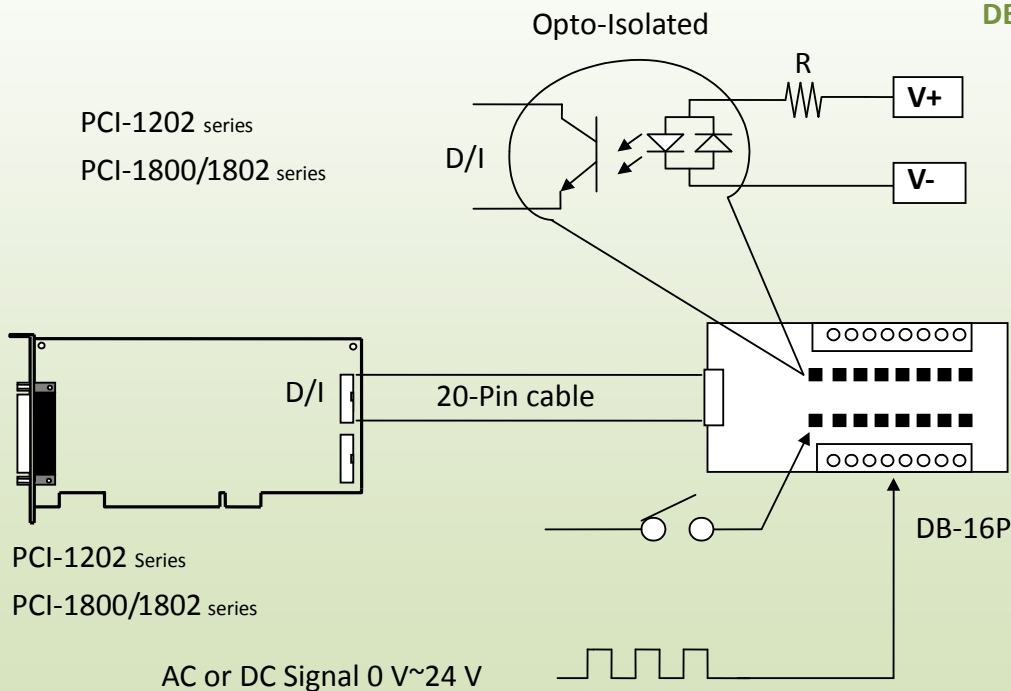 DB
Opto-Isolated
R
V+
PCI-1202 series
D/I
PCI-1800/1802 series
V-
D/I
20-Pin cable
DB-16P
PCI-1202 Series
PCI-1800/1802 series
AC or DC Signal 0 V~24 V